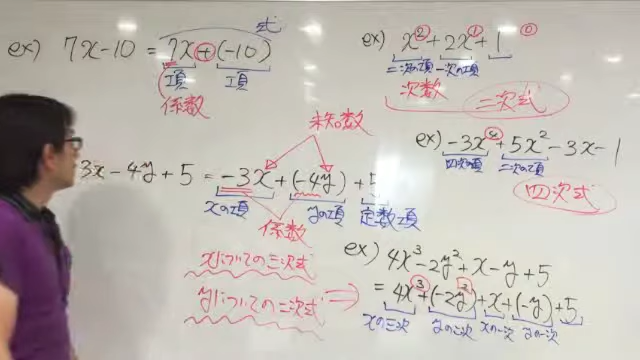 ex) 7x-10 = 7x+(-10)
式
項 項
係数
ex) x²+2x¹+1 ⓪
二次の項 一次の項
次数
二次式
ex) -3x⁴+5x²-3x-1
四次の項 二次の項
四次式
未知数
3x-4y+5 = -3x+(-4y)+5
xの項 yの項 定数項
係数
xについての三次式
yについての二次式 ⇒
ex) 4x³-2y²+x-y+5
= 4x³+(-2y²)+x+(-y)+5
xの三次 yの二次 xの一次 yの一次